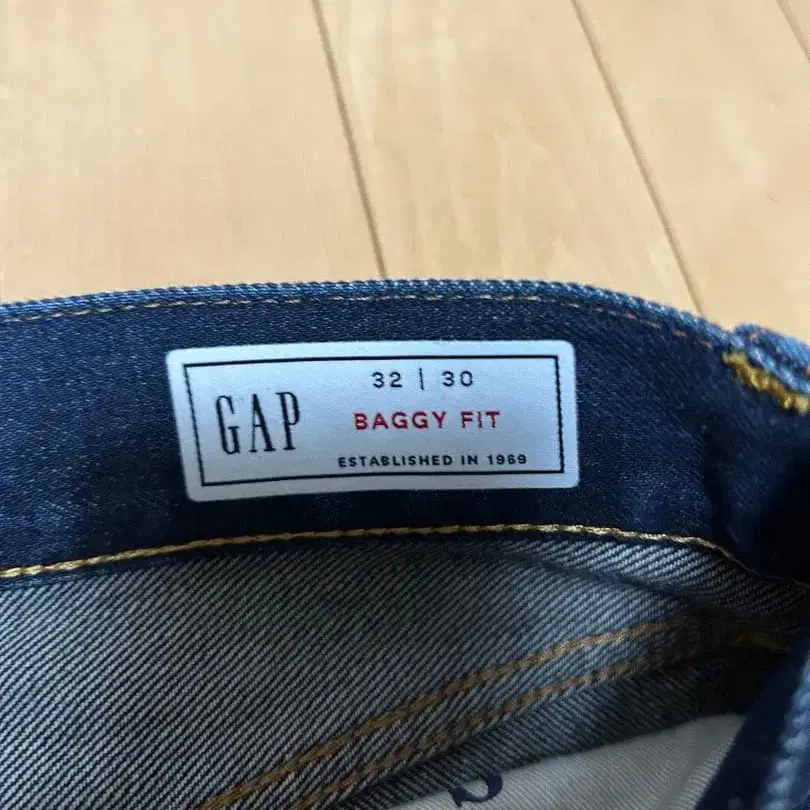 GAP
32 | 30
BAGGY FIT
ESTABLISHED IN 1969